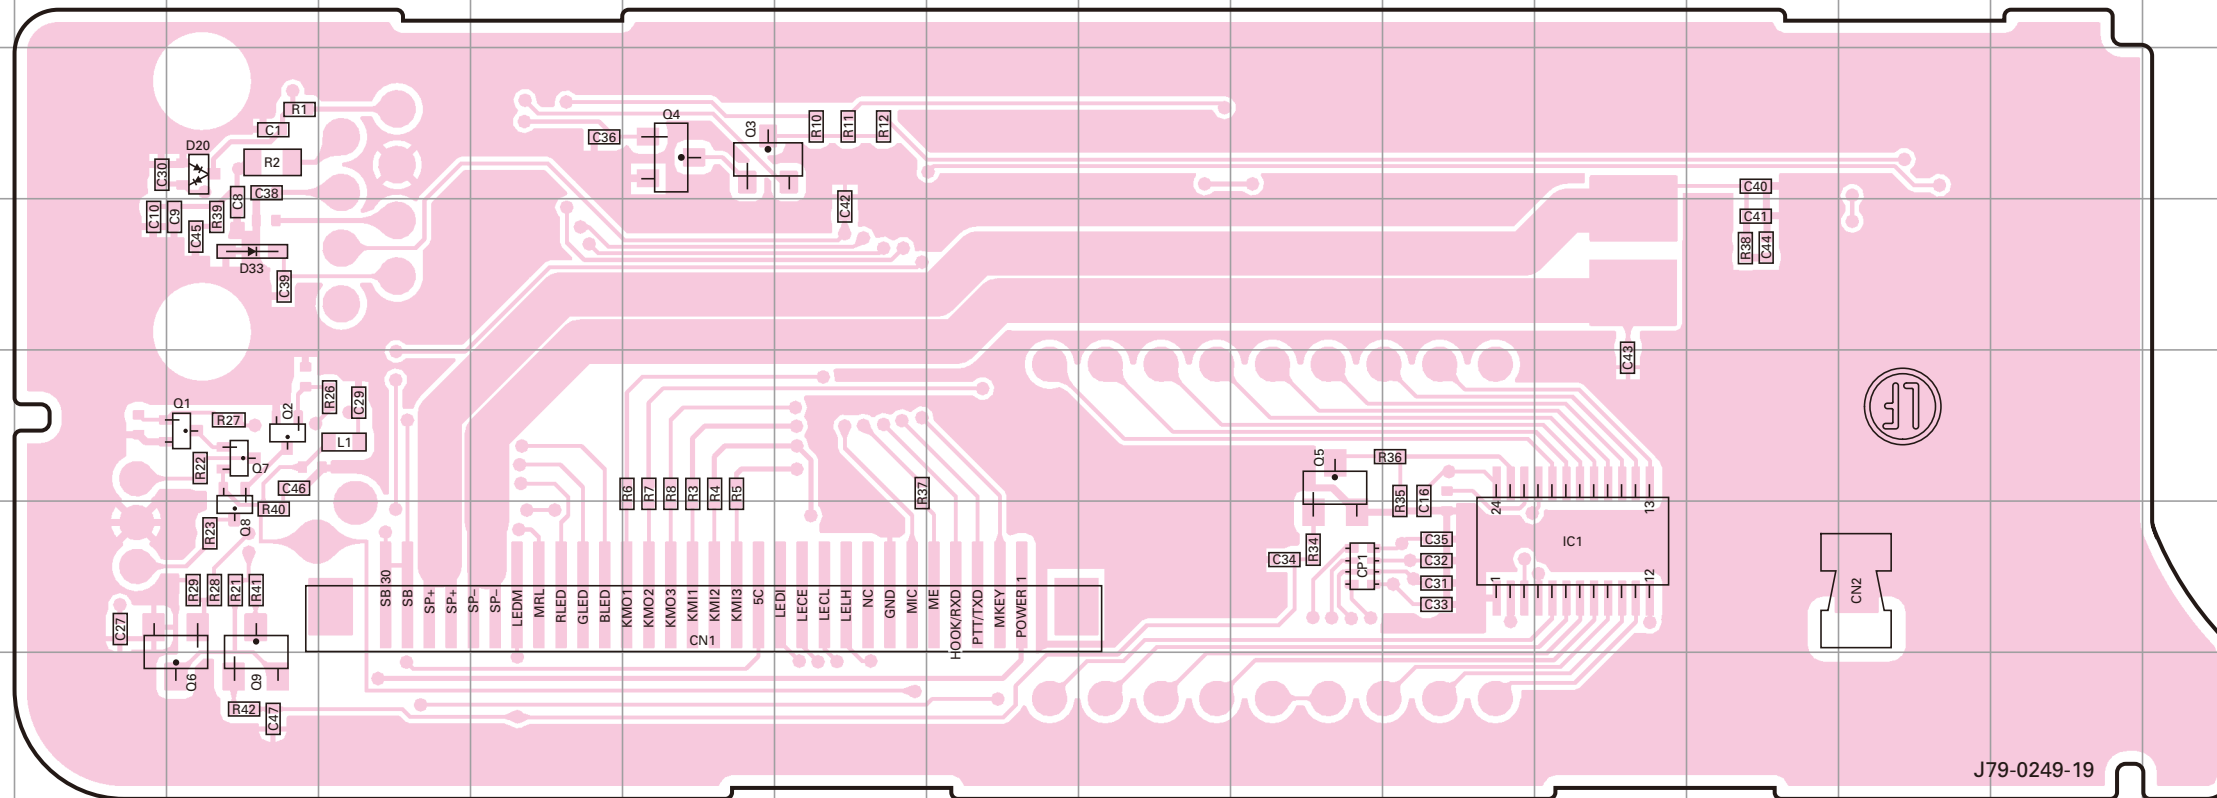 R1
C1
D20
R2
C30
C38
C8
C10
C9
R39
C45
D33
C39
C36
Q4
Q3
R10
R11
R12
C42
C40
C41
R38
C44
C43
Q1
R27
Q2
R26
C29
L1
R22
Q7
C46
Q8
R40
R23
R29
R28
R21
R41
C27
Q6
Q9
R42
C47
R6
R7
R8
R3
R4
R5
R37
SB 30
SB
SP+
SP+
SP-
SP-
LEDM
MRL
RLED
GLED
BLED
KMO1
KMO2
KMO3
KMI1
KMI2
KMI3
5C
LEDI
LECE
LECL
LELH
NC
GND
MIC
ME
HOOK/RXD
PTT/TXD
MKEY
POWER 1
CN1
Q5
R36
R35
C16
R34
C34
CP1
C35
C32
C31
C33
24
13
IC1
1
12
CN2
J79-0249-19